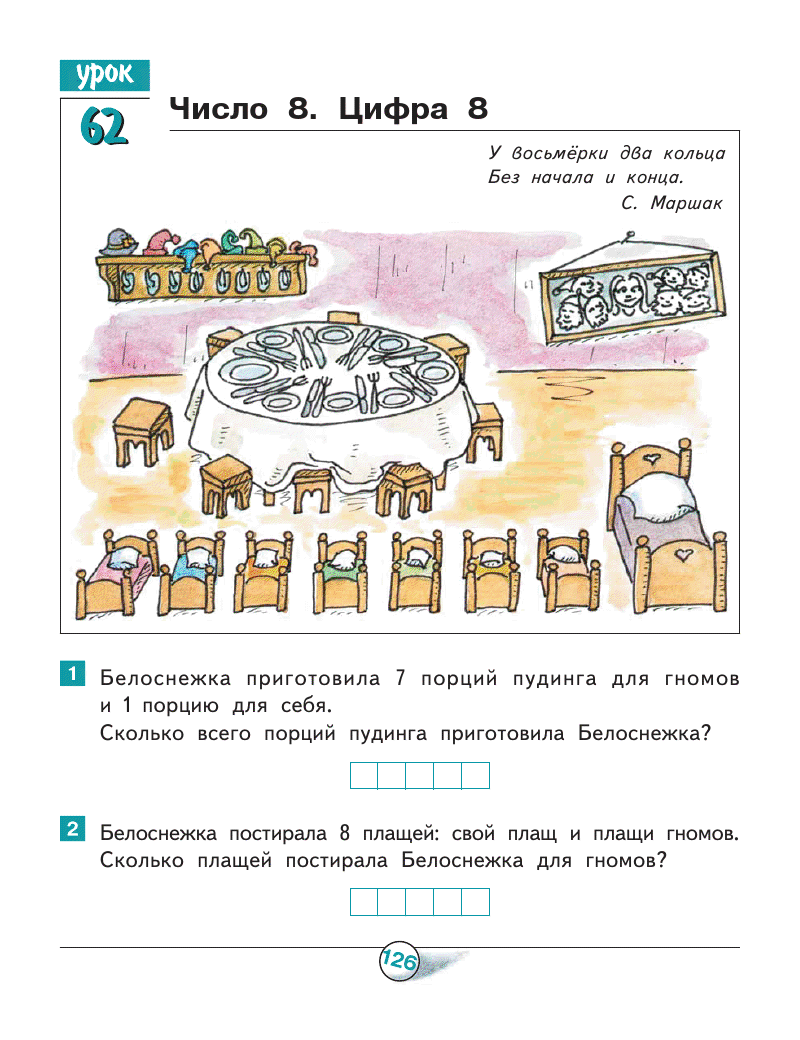 урок
62
Число 8. Цифра 8
У восьмёрки два кольца
Без начала и конца.
С. Маршак
1 Белоснежка приготовила 7 порций пудинга для гномов
и 1 порцию для себя.
Сколько всего порций пудинга приготовила Белоснежка?
2 Белоснежка постирала 8 плащей: свой плащ и плащи гномов.
Сколько плащей постирала Белоснежка для гномов?
126